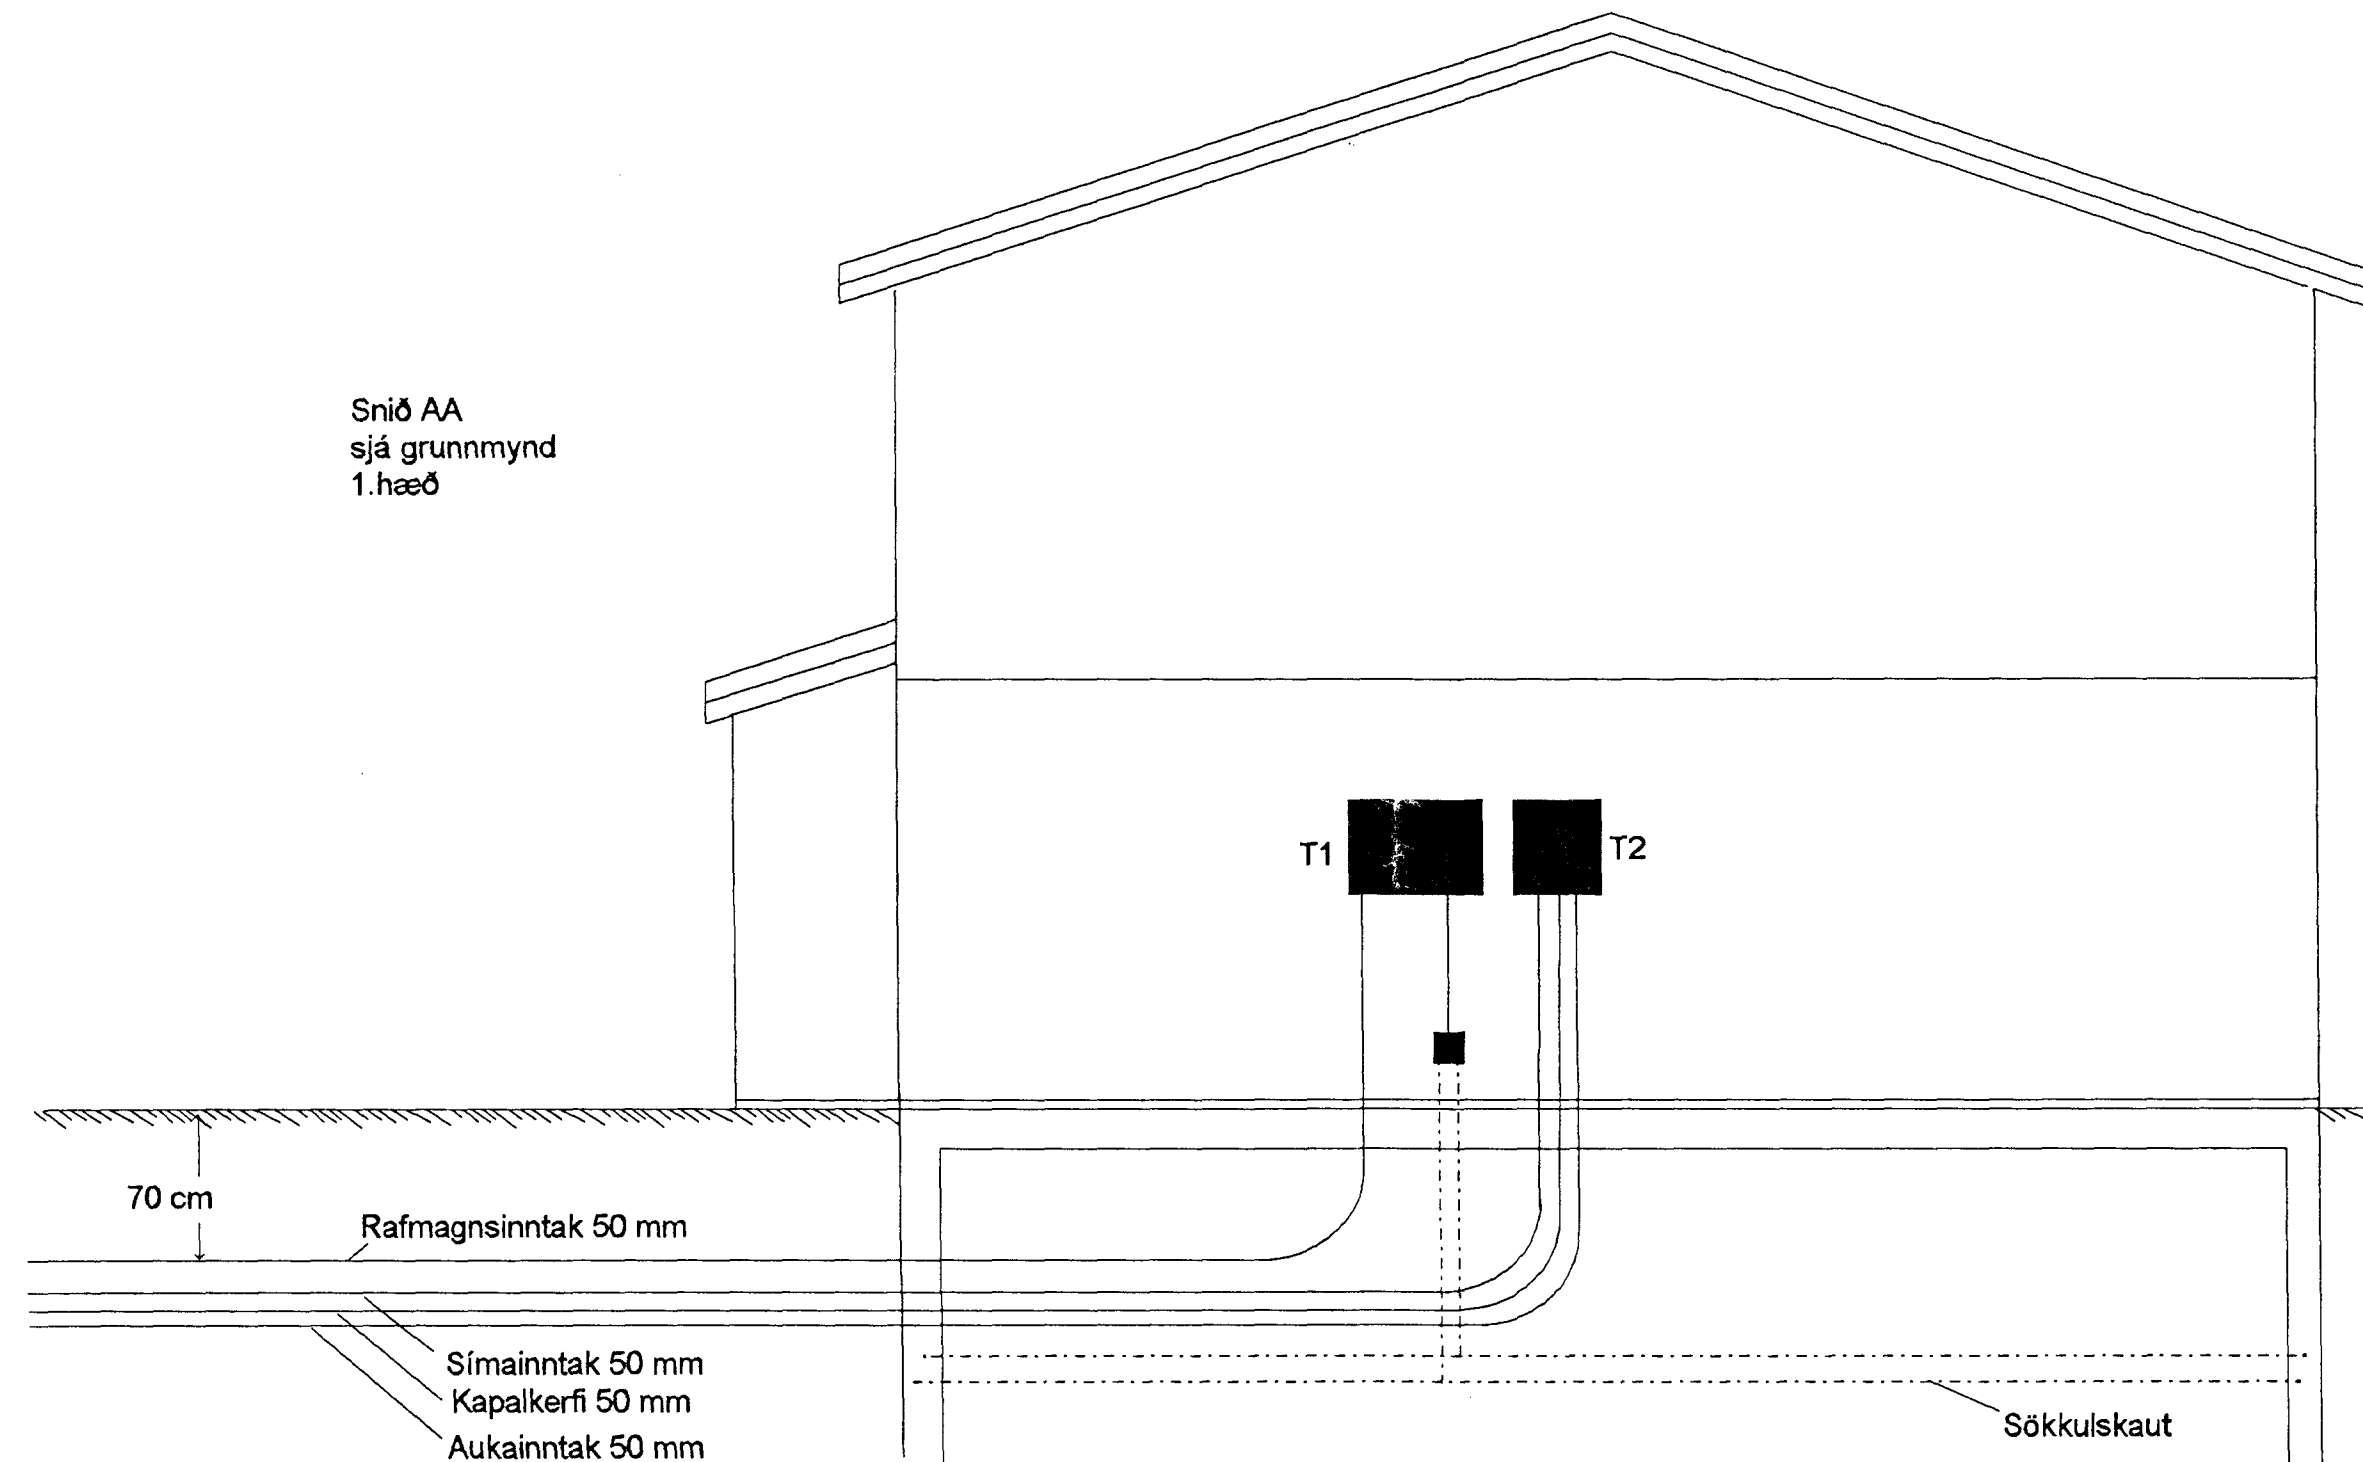 Snið AA
sjá grunnmynd
1.hæð
T1
T2
70 cm
Rafmagnsinntak 50 mm
Símainntak 50 mm
Kapalkerfi 50 mm
Aukainntak 50 mm
Sökkulskaut